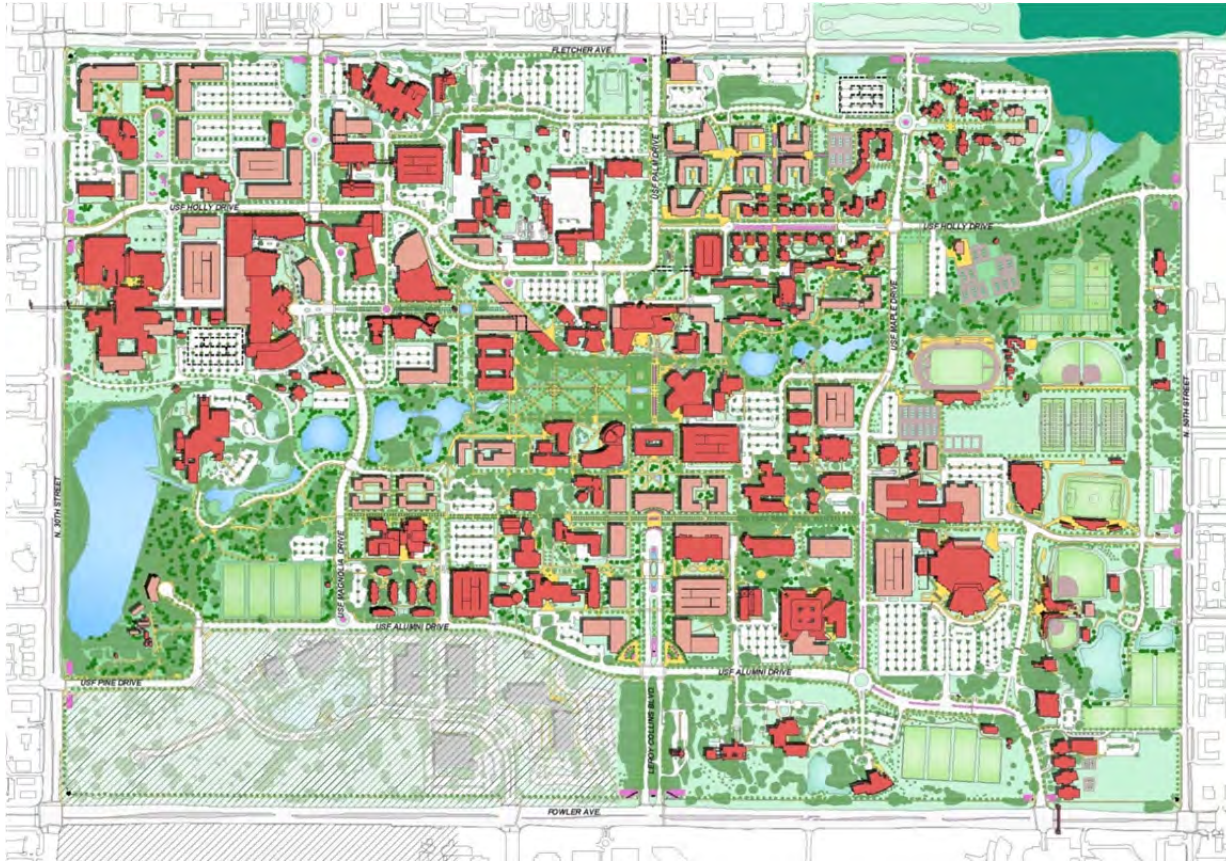 FLETCHER AVE
USF PALM DRIVE
USF HOLLY DRIVE
USF HOLLY DRIVE
USF MAPLE DRIVE
N. 50TH STREET
N. 30TH STREET
USF MAGNOLIA DRIVE
USF ALUMNI DRIVE
USF ALUMNI DRIVE
USF PINE DRIVE
LEROY COLLINS BLVD
FOWLER AVE